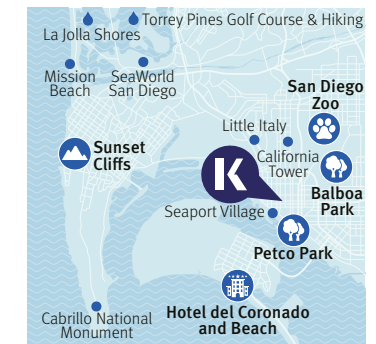 Torrey Pines Golf Course & Hiking
La Jolla Shores
Mission
Beach
SeaWorld
San Diego
San Diego
Zoo
Little Italy
Sunset
Cliffs
California
Tower
K
Balboa
Park
Seaport Village
Petco Park
Hotel del Coronado
and Beach
Cabrillo National
Monument